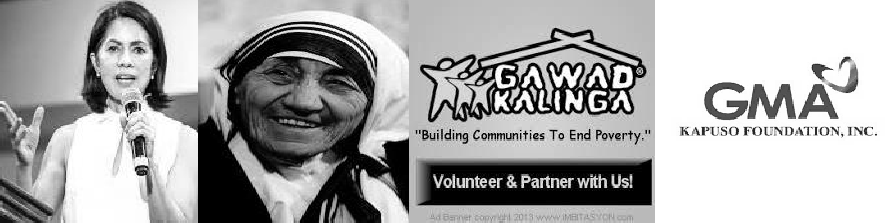 GAWAD
KALINGA®
"Building Communities To End Poverty."
Volunteer & Partner with Us!
Ad Banner copyright 2013 www.IMBITASYON.com
GMA
KAPUSO FOUNDATION, INC.